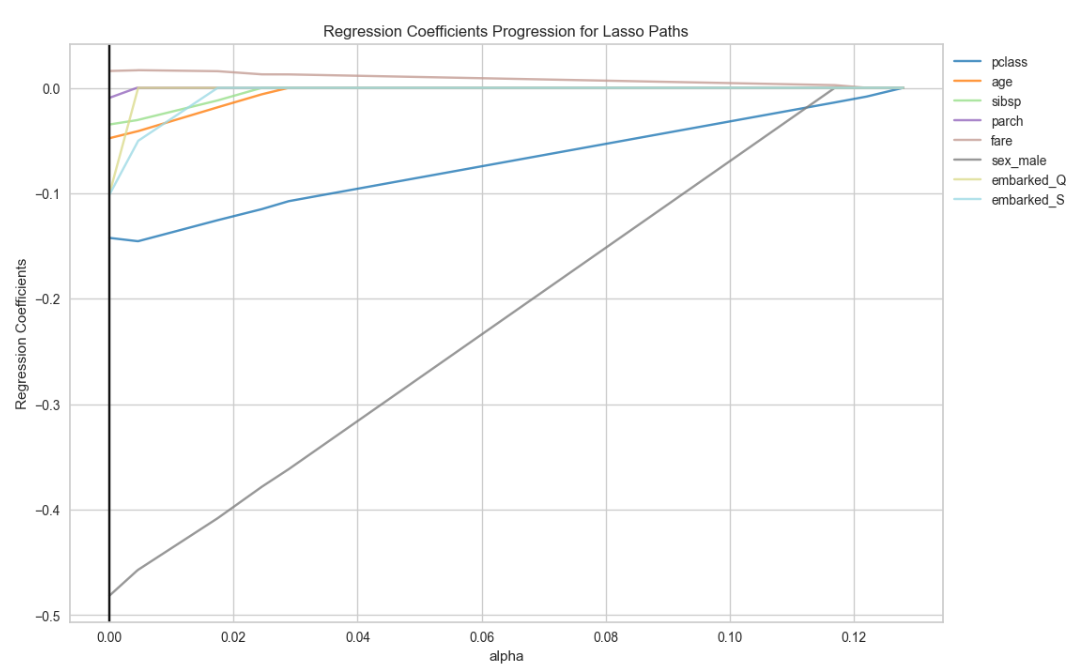 Regression Coefficients Progression for Lasso Paths
0.0
−0.1
−0.2
−0.3
−0.4
−0.5
Regression Coefficients
0.00 0.02 0.04 0.06 0.08 0.10 0.12
alpha
pclass
age
sibsp
parch
fare
sex_male
embarked_Q
embarked_S